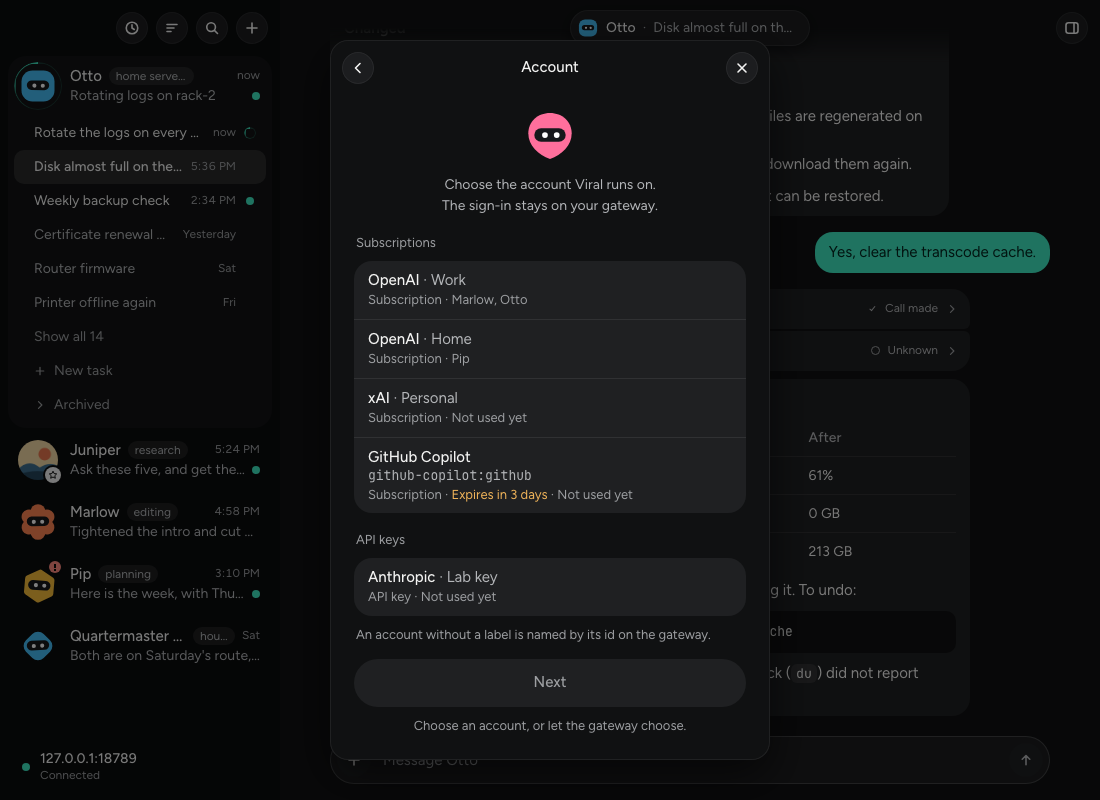 Otto · Disk almost full on th…
Otto
home serve…
now
Rotating logs on rack-2
Rotate the logs on every …
now
Disk almost full on the…
5:36 PM
Weekly backup check
2:34 PM
Certificate renewal …
Yesterday
Router firmware
Sat
Printer offline again
Fri
Show all 14
New task
Archived
Juniper
research
5:24 PM
Ask these five, and get the…
Marlow
editing
4:58 PM
Tightened the intro and cut …
Pip
planning
3:10 PM
Here is the week, with Thu…
Quartermaster …
hou…
Sat
Both are on Saturday's route,…
127.0.0.1:18789
Connected
Account
Choose the account Viral runs on.
The sign-in stays on your gateway.
Subscriptions
OpenAI · Work
Subscription · Marlow, Otto
OpenAI · Home
Subscription · Pip
xAI · Personal
Subscription · Not used yet
GitHub Copilot
github-copilot:github
Subscription · Expires in 3 days · Not used yet
API keys
Anthropic · Lab key
API key · Not used yet
An account without a label is named by its id on the gateway.
Next
Choose an account, or let the gateway choose.
are regenerated on
download them again.
can be restored.
Yes, clear the transcode cache.
Call made
Unknown
After
61%
0 GB
213 GB
it. To undo:
(du) did not report
Message Otto